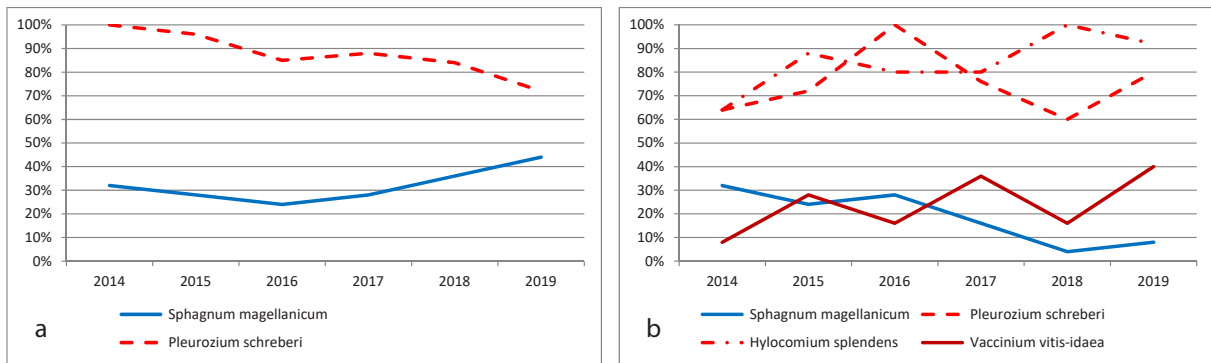 100%
90%
80%
70%
60%
50%
40%
30%
20%
10%
0%
2014 2015 2016 2017 2018 2019
Sphagnum magellanicum
Pleurozium schreberi
a
100%
90%
80%
70%
60%
50%
40%
30%
20%
10%
0%
2014 2015 2016 2017 2018 2019
Sphagnum magellanicum Pleurozium schreberi
Hylocomium splendens Vaccinium vitis-idaea
b